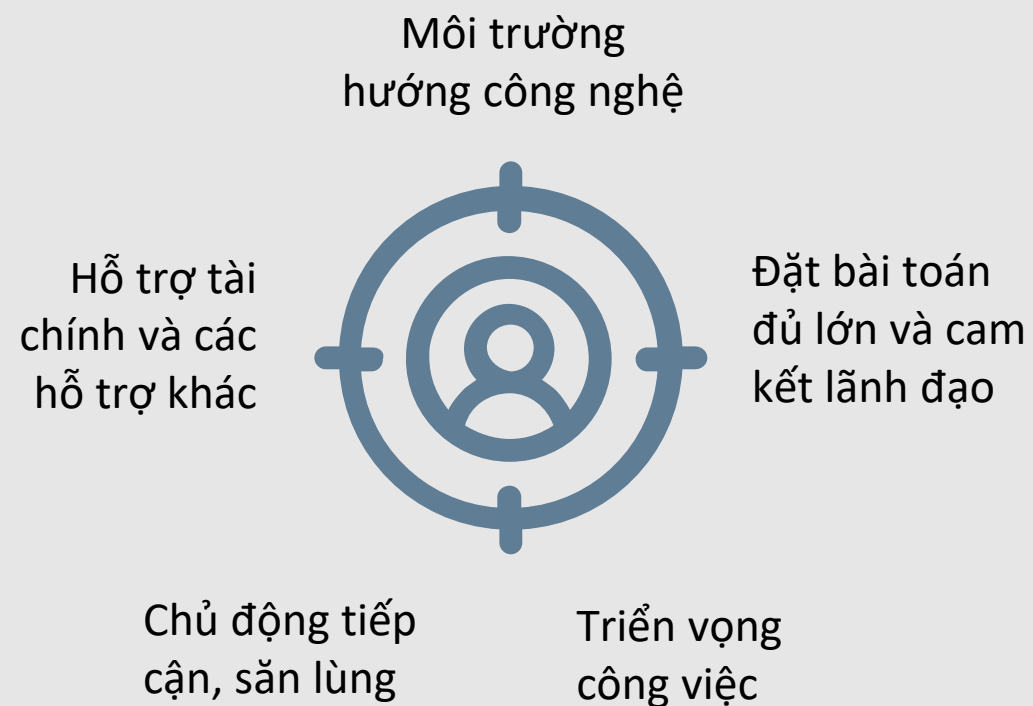 Môi trường
hướng công nghệ
Hỗ trợ tài
chính và các
hỗ trợ khác
Đặt bài toán
đủ lớn và cam
kết lãnh đạo
Chủ động tiếp
cận, săn lùng
Triển vọng
công việc